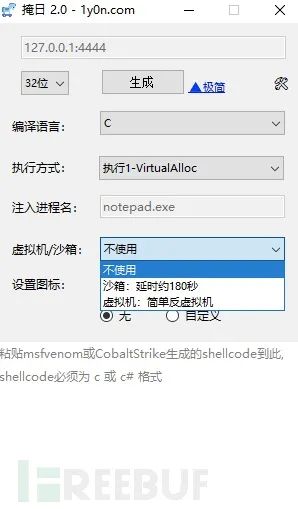 掩日 2.0 - 1y0n.com
127.0.0.1:4444
32位
生成
▲极简
编译语言：
C
执行方式：
执行1-VirtualAlloc
注入进程名：
notepad.exe
虚拟机/沙箱：
不使用
不使用
沙箱：延时约180秒
虚拟机：简单反虚拟机
设置图标：
无
自定义
粘贴msfvenom或CobaltStrike生成的shellcode到此,
shellcode必须为 c 或 c# 格式
FREEBUF